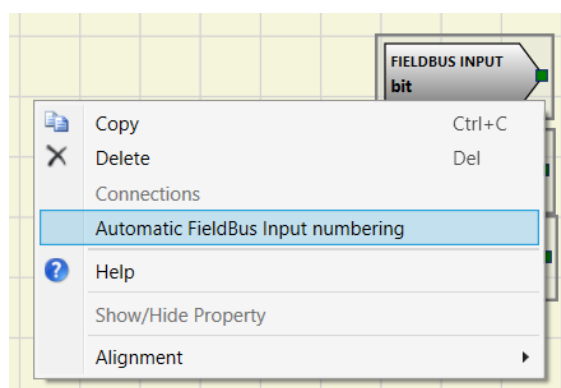 FIELDBUS INPUT
bit
Copy Ctrl+C
Delete Del
Connections
Automatic FieldBus Input numbering
Help
Show/Hide Property
Alignment